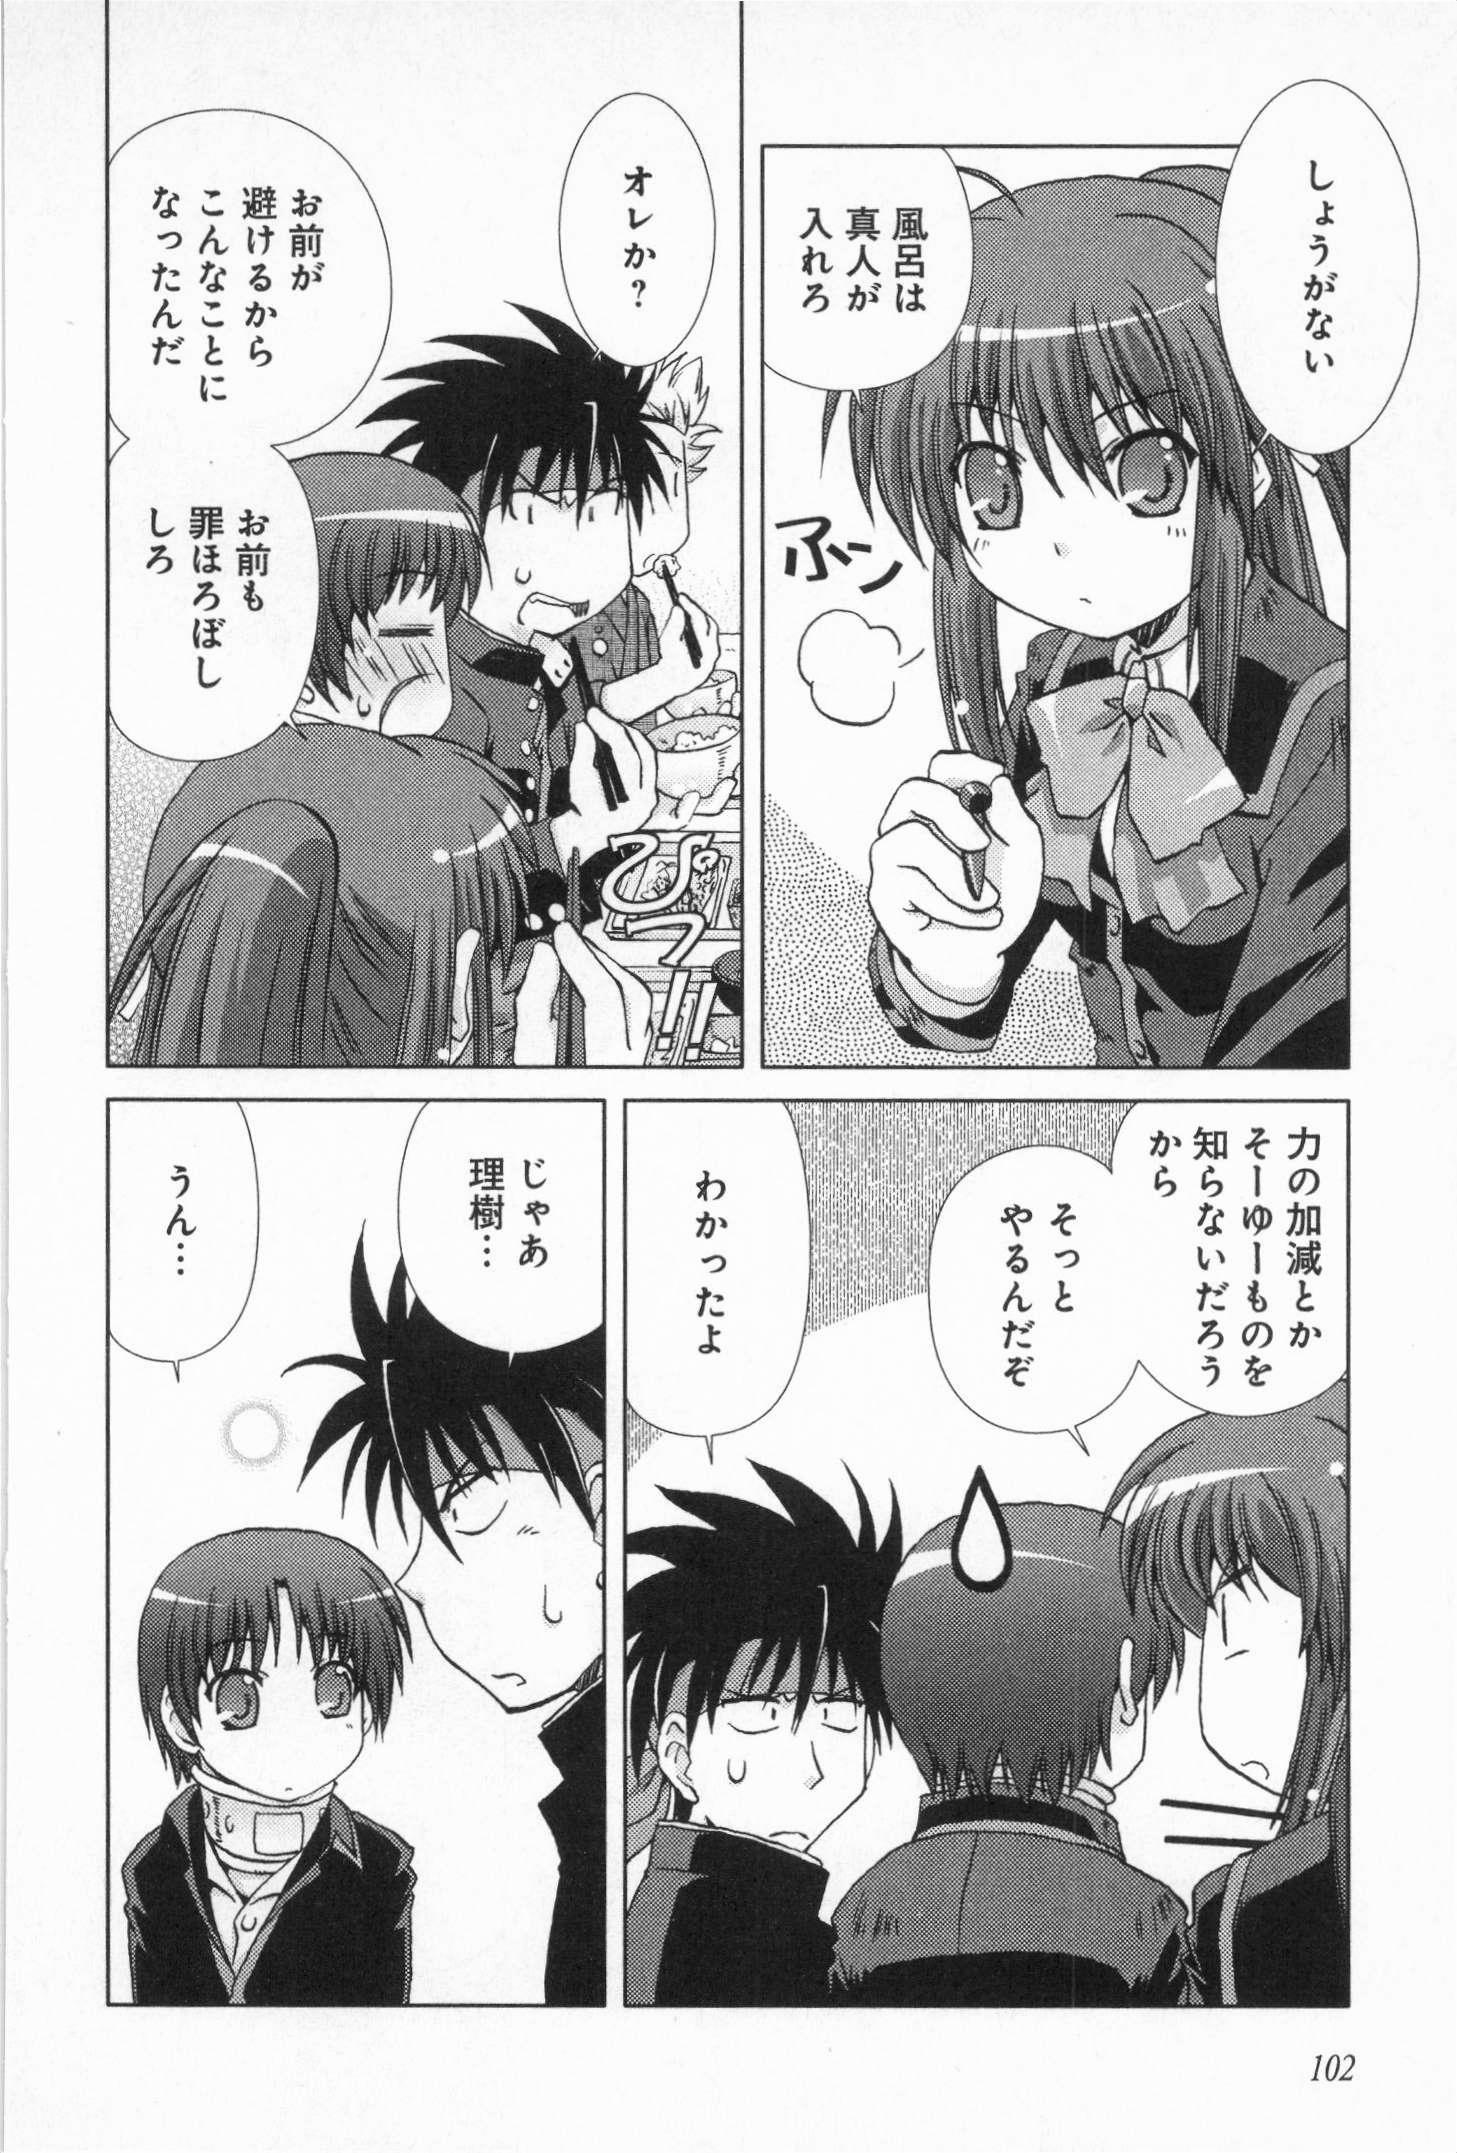 しょうがない
風呂は
真人が
入れろ
フン
オレか?
お前が
避けるから
こんなことに
なったんだ
お前も
罪ほろぼし
しろ
びっ!!
力の加減とか
そーゆーものを
知らないだろう
から
そっと
やるんだぞ
わかったよ
じゃあ
理樹…
うん…
102